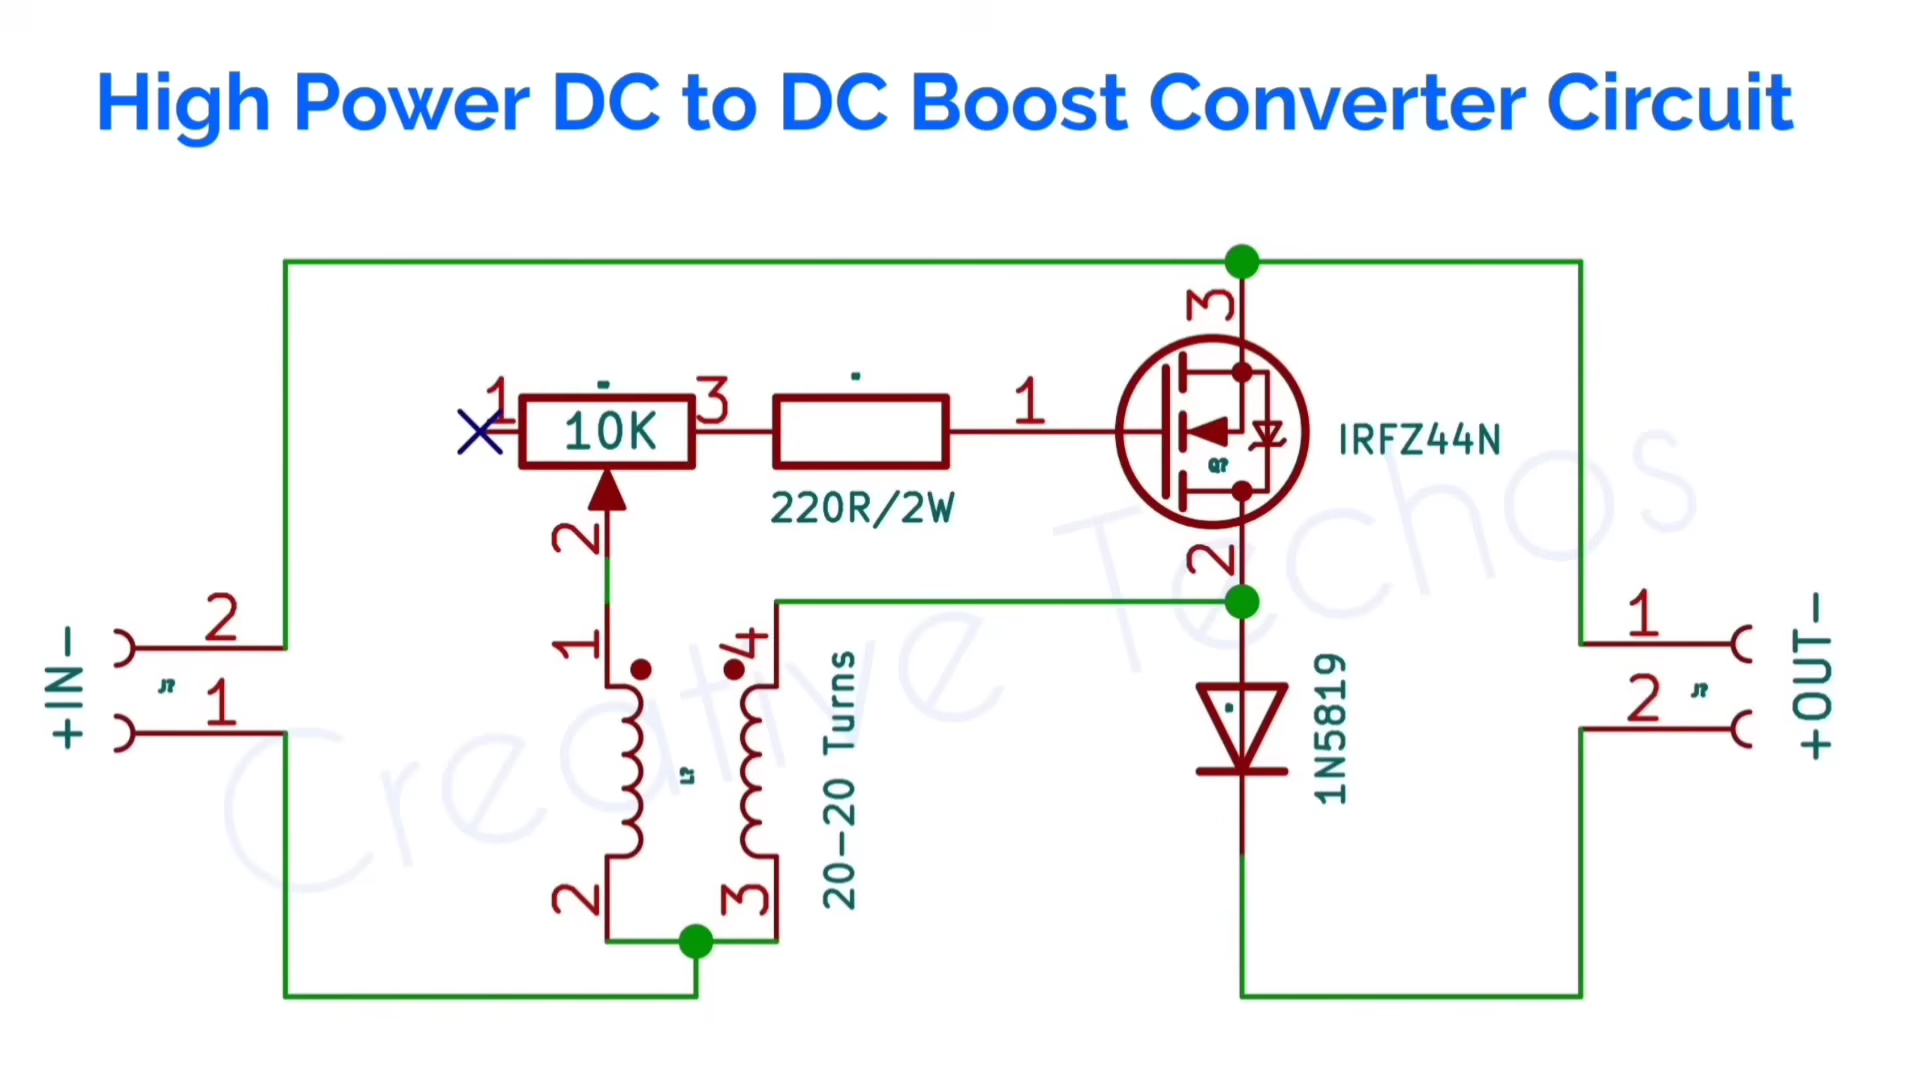 High Power DC to DC Boost Converter Circuit
3
1
10K
3
1
IRFZ44N
220R/2W
2
2
2
1
+IN-
J?
1
1
4
20-20 Turns
L?
2
3
Q?
1N5819
1
2
J?
+OUT-
Creative Techos